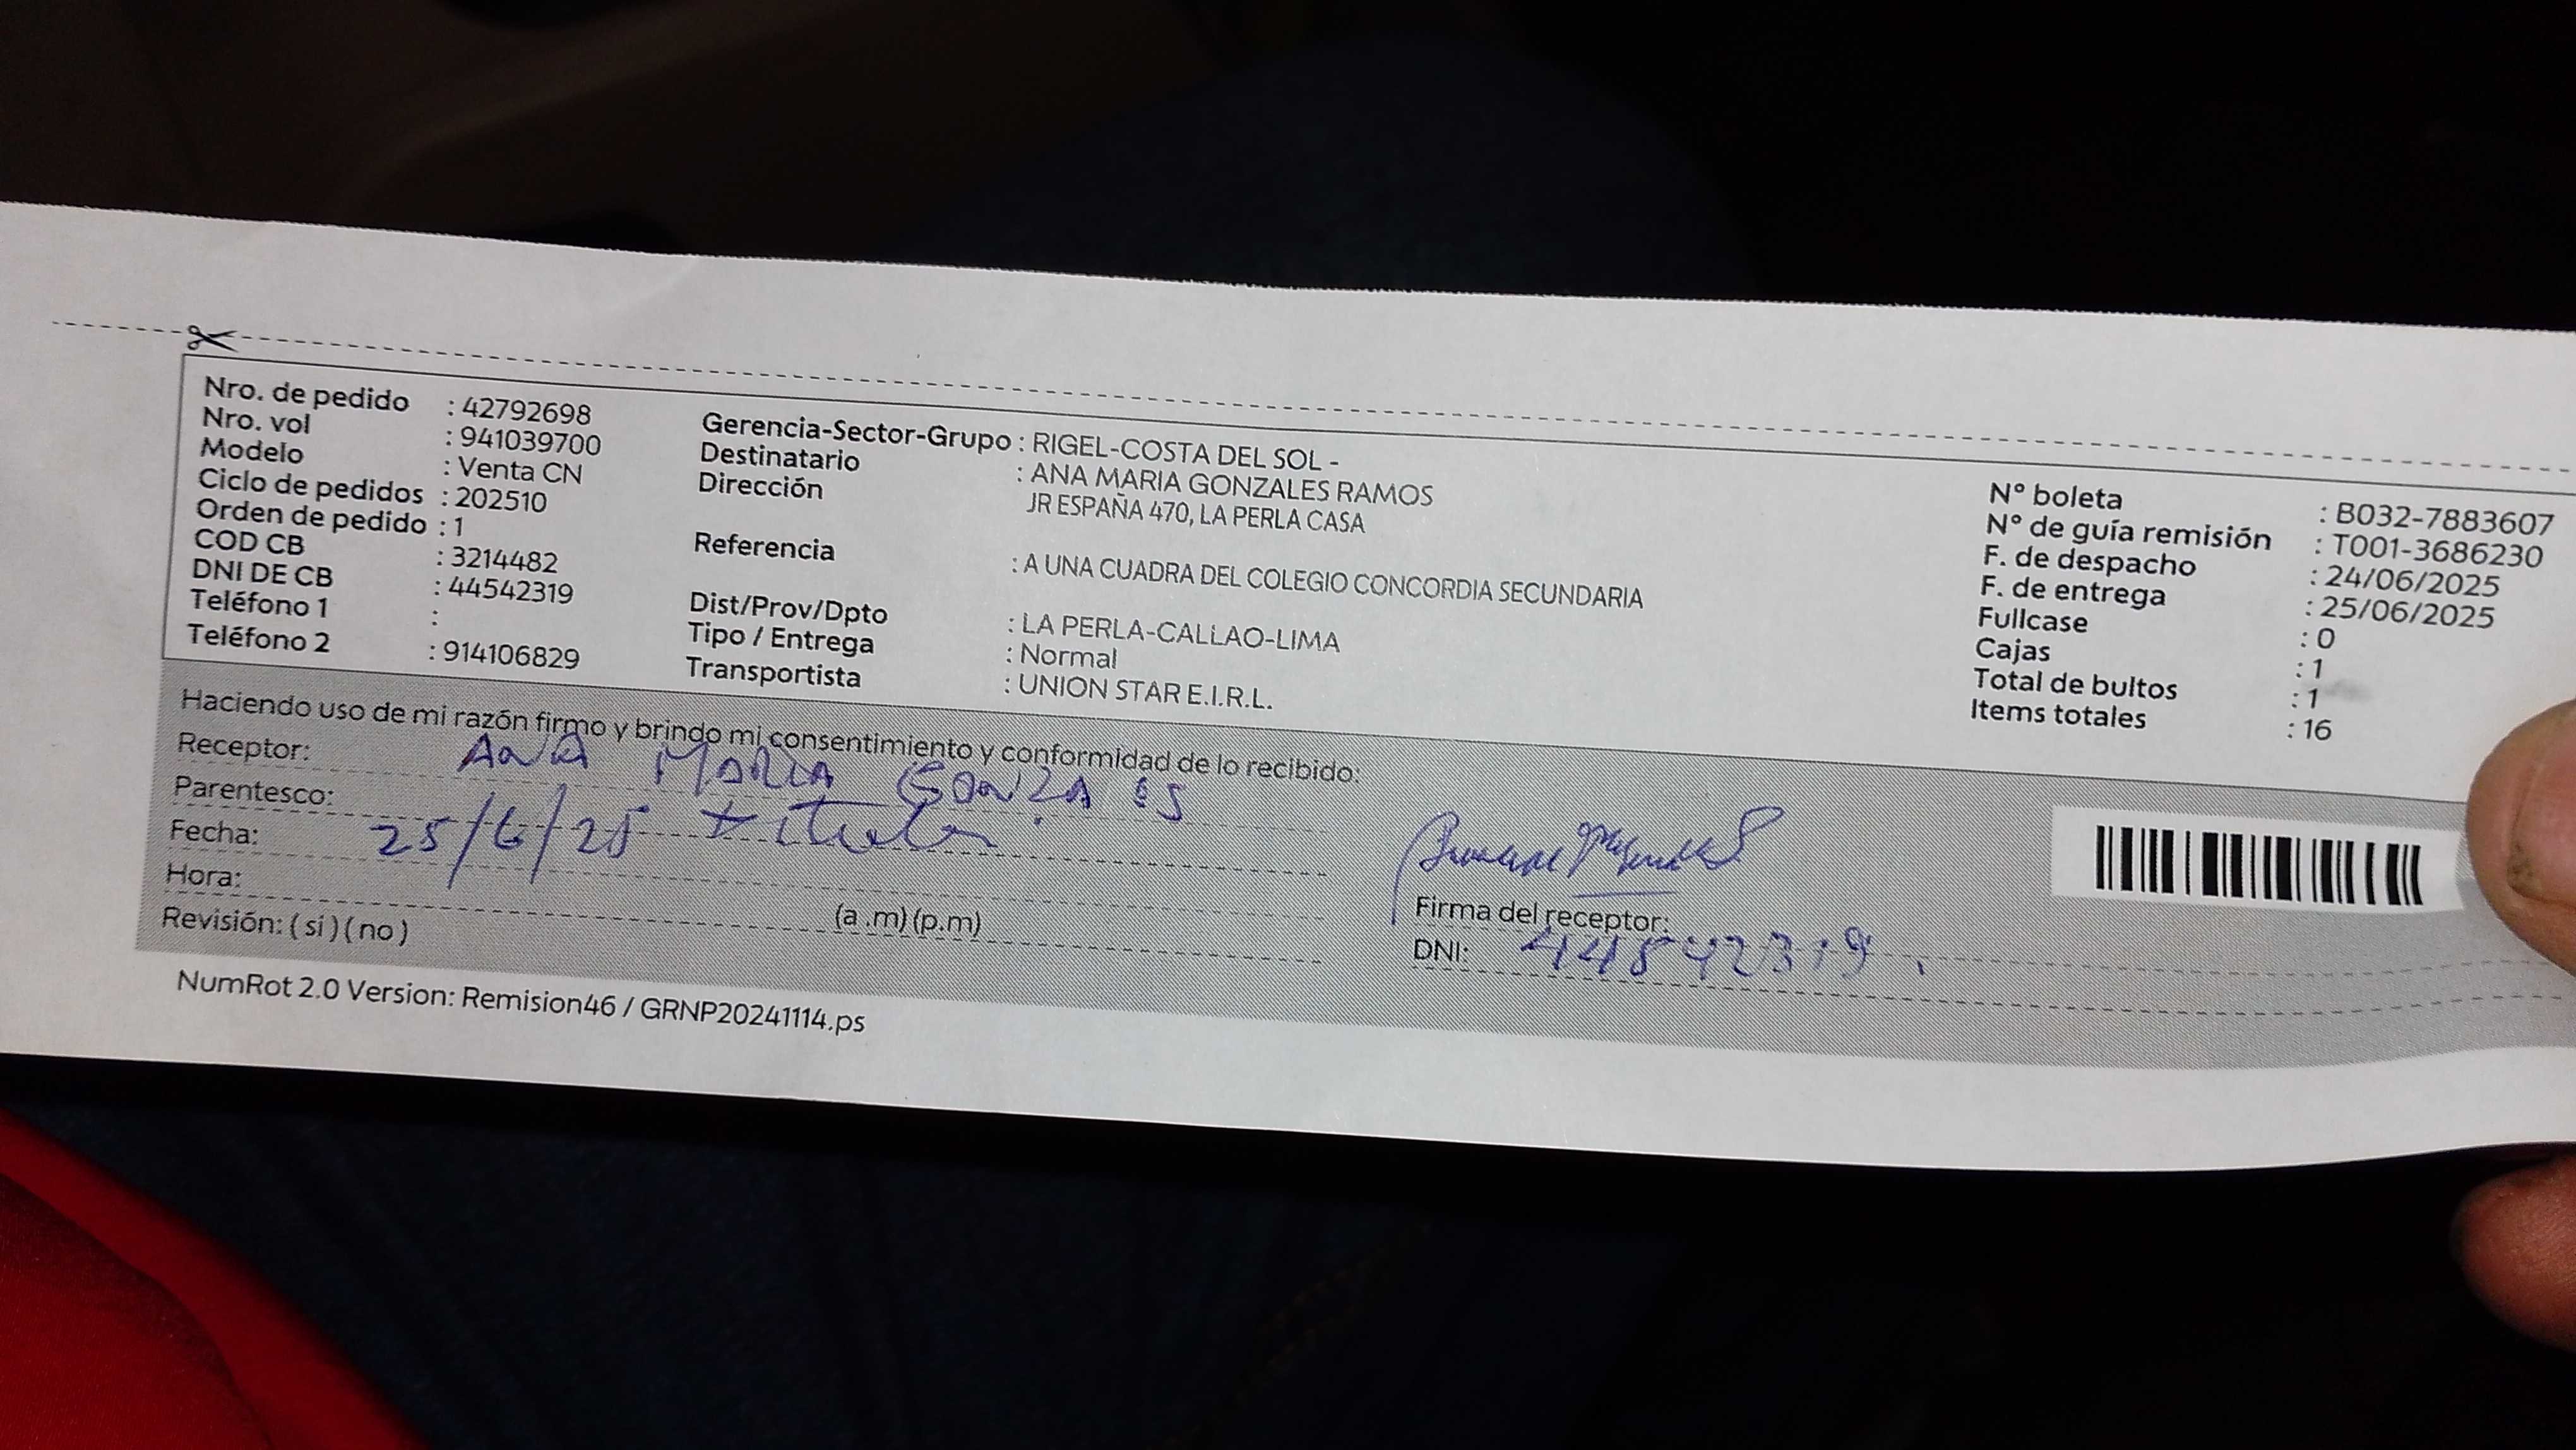 Nro. de pedido : 42792698
Nro. vol : 941039700
Modelo : Venta CN
Ciclo de pedidos : 202510
Orden de pedido : 1
COD CB : 3214482
DNI DE CB : 44542319
Teléfono 1 :
Teléfono 2 : 914106829
Gerencia-Sector-Grupo : RIGEL-COSTA DEL SOL -
Destinatario : ANA MARIA GONZALES RAMOS
Dirección JR ESPAÑA 470, LA PERLA CASA
Referencia : A UNA CUADRA DEL COLEGIO CONCORDIA SECUNDARIA
Dist/Prov/Dpto : LA PERLA-CALLAO-LIMA
Tipo / Entrega : Normal
Transportista : UNION STAR E.I.R.L.
N° boleta : B032-7883607
N° de guía remisión : T001-3686230
F. de despacho : 24/06/2025
F. de entrega : 25/06/2025
Fullcase : 0
Cajas : 1
Total de bultos : 1
Items totales : 16
Haciendo uso de mi razón firmo y brindo mi consentimiento y conformidad de lo recibido:
Receptor: ANA MARIA
Parentesco: titular
Fecha: 25/6/25
Hora: (a.m)(p.m)
Revisión: ( si ) ( no )
Firma del receptor:
DNI: 44542319
NumRot 2.0 Version: Remision46 / GRNP20241114.ps